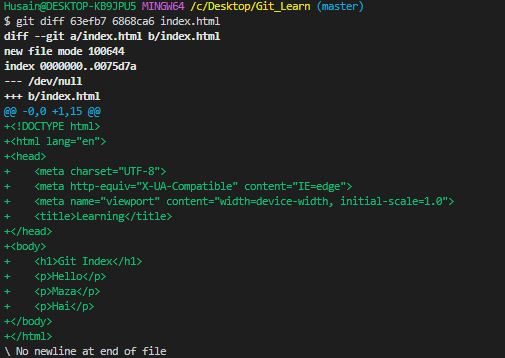 Husain@DESKTOP-KB9JPU5 MINGW64 /c/Desktop/Git_Learn (master)
$ git diff 63efb7 6868ca6 index.html
diff --git a/index.html b/index.html
new file mode 100644
index 0000000..0075d7a
--- /dev/null
+++ b/index.html
@@ -0,0 +1,15 @@
+<!DOCTYPE html>
+<html lang="en">
+<head>
+    <meta charset="UTF-8">
+    <meta http-equiv="X-UA-Compatible" content="IE=edge">
+    <meta name="viewport" content="width=device-width, initial-scale=1.0">
+    <title>Learning</title>
+</head>
+<body>
+    <h1>Git Index</h1>
+    <p>Hello</p>
+    <p>Maza</p>
+    <p>Hai</p>
+</body>
+</html>
\ No newline at end of file